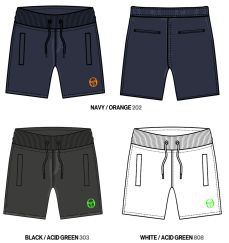 NAVY / ORANGE 202
BLACK / ACID GREEN 303
WHITE / ACID GREEN 808